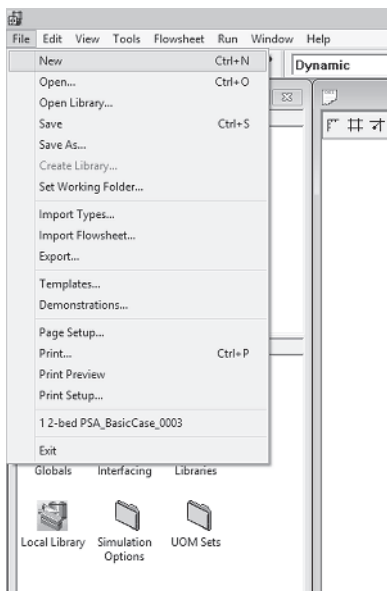 File Edit View Tools Flowsheet Run Window Help
New Ctrl+N
Dynamic
Open... Ctrl+O
Open Library...
Save Ctrl+S
Save As...
Create Library...
Set Working Folder...
Import Types...
Import Flowsheet...
Export...
Templates...
Demonstrations...
Page Setup...
Print... Ctrl+P
Print Preview
Print Setup...
1 2-bed PSA_BasicCase_0003
Exit
Globals Interfacing Libraries
Local Library Simulation Options UOM Sets